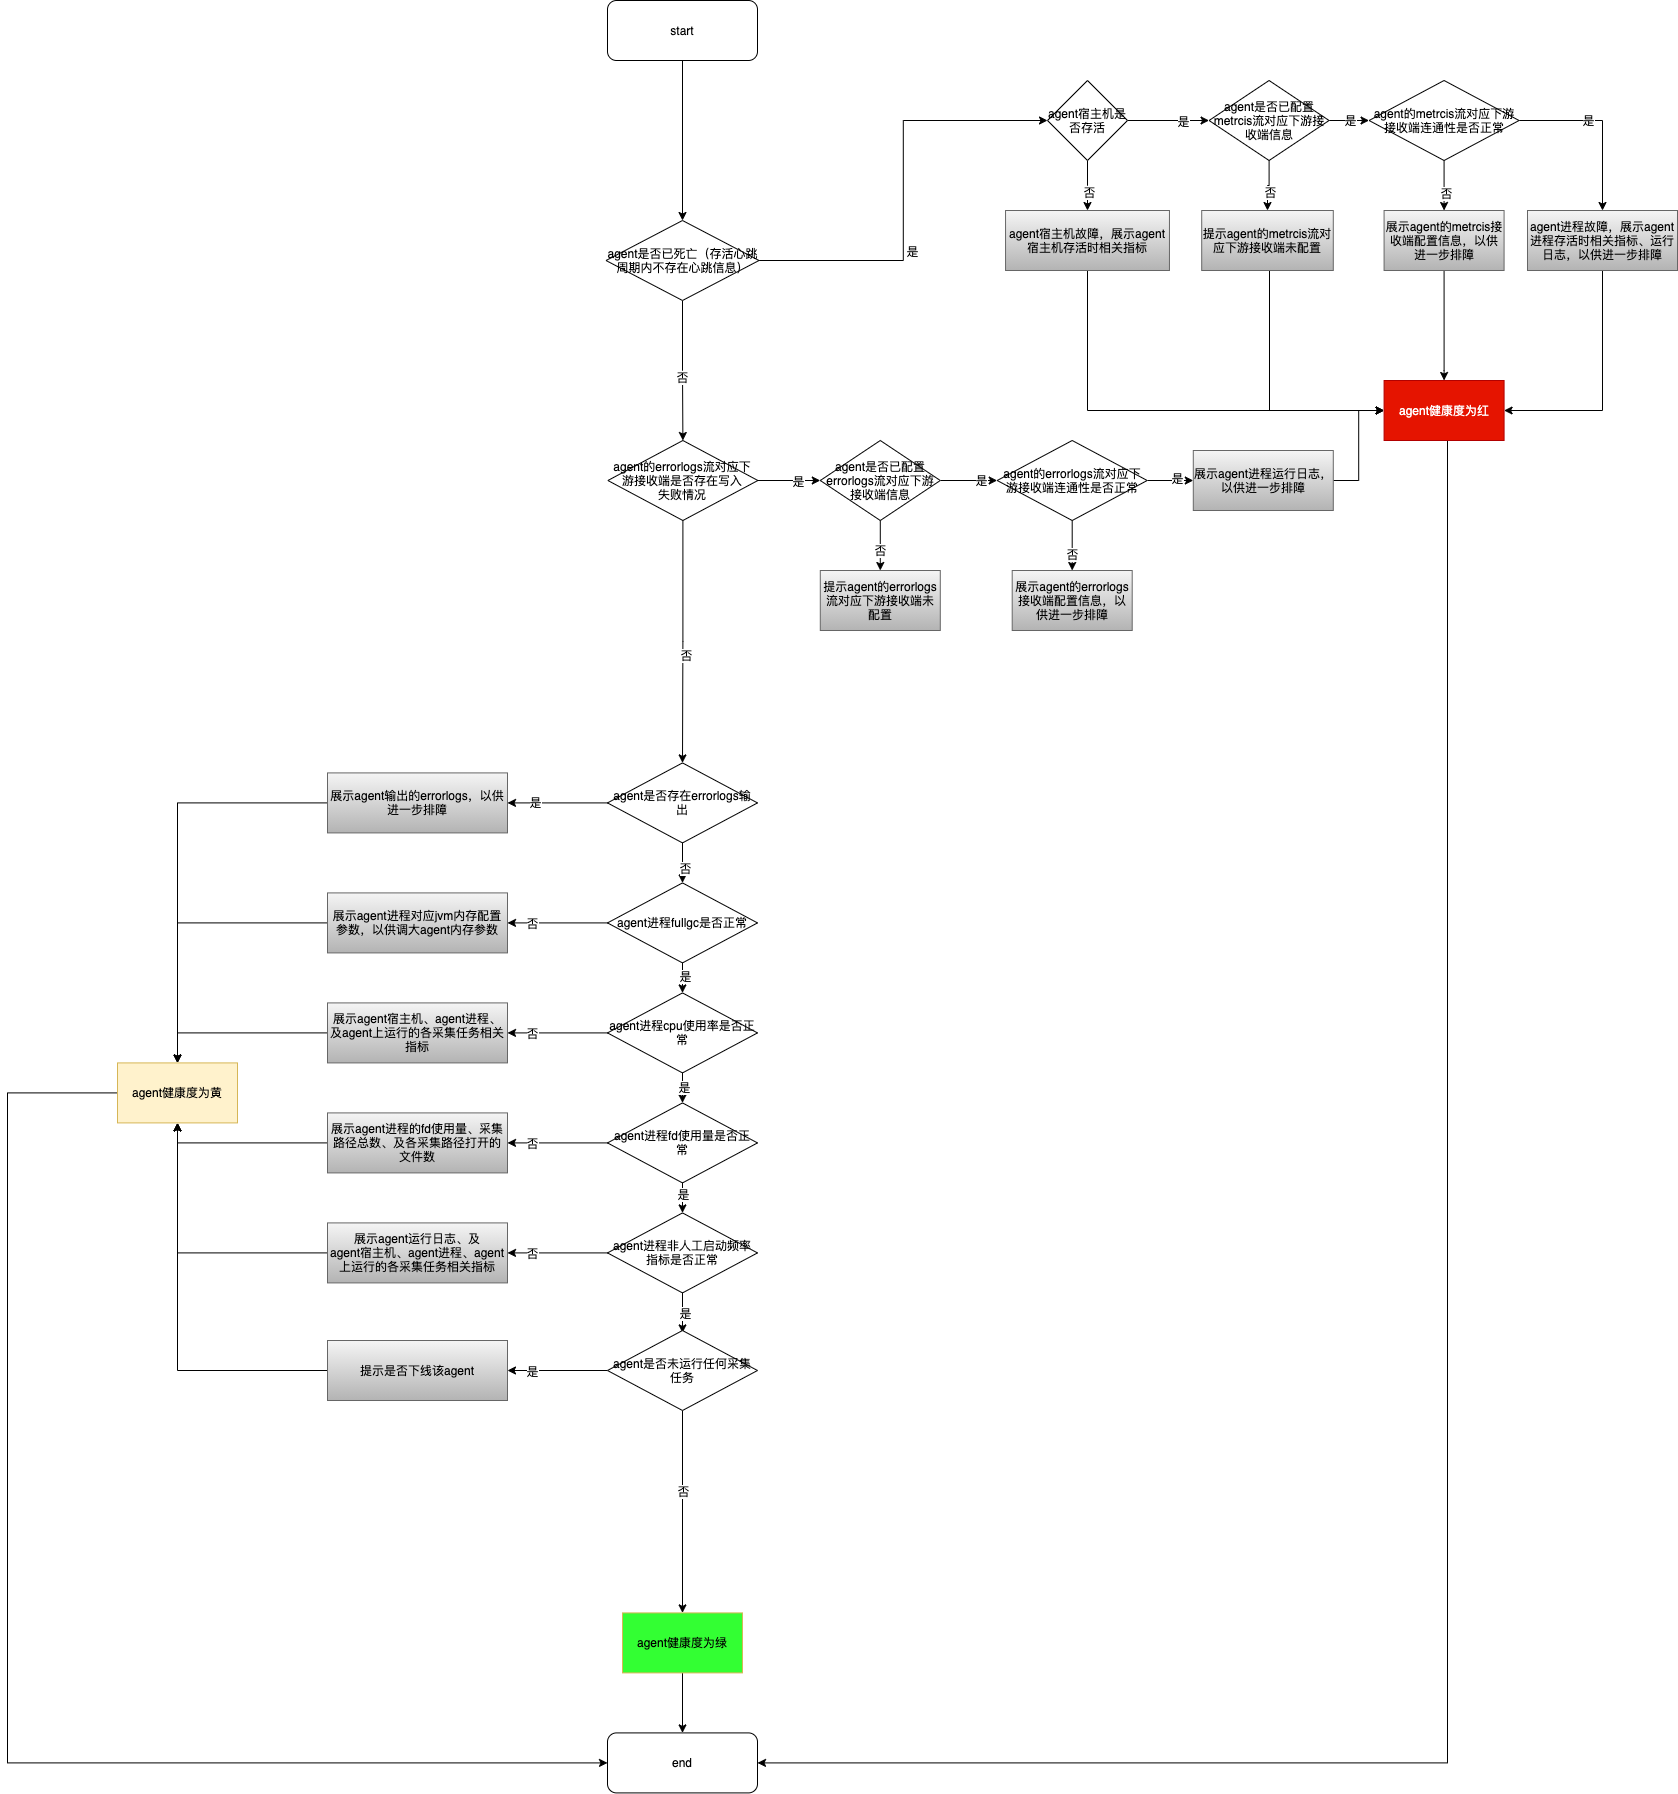 start
agent宿主机是
否存活
是
agent是否已配置
metrcis流对应下游接
收端信息
是
agent的metrcis流对应下游
接收端连通性是否正常
是
否
否
否
agent宿主机故障，展示agent
宿主机存活时相关指标
提示agent的metrcis流对
应下游接收端未配置
展示agent的metrcis接
收端配置信息，以供
进一步排障
agent进程故障，展示agent
进程存活时相关指标、运行
日志，以供进一步排障
agent是否已死亡（存活心跳
周期内不存在心跳信息）
是
否
agent健康度为红
agent的errorlogs流对应下
游接收端是否存在写入
失败情况
是
agent是否已配置
errorlogs流对应下游
接收端信息
是
agent的errorlogs流对应下
游接收端连通性是否正常
是
展示agent进程运行日志，
以供进一步排障
否
否
提示agent的errorlogs
流对应下游接收端未
配置
展示agent的errorlogs
接收端配置信息，以
供进一步排障
否
展示agent输出的errorlogs，以供
进一步排障
是
agent是否存在errorlogs输
出
否
展示agent进程对应jvm内存配置
参数，以供调大agent内存参数
否
agent进程fullgc是否正常
是
展示agent宿主机、agent进程、
及agent上运行的各采集任务相关
指标
否
agent进程cpu使用率是否正
常
是
agent健康度为黄
展示agent进程的fd使用量、采集
路径总数、及各采集路径打开的
文件数
否
agent进程fd使用量是否正
常
是
展示agent运行日志、及
agent宿主机、agent进程、agent
上运行的各采集任务相关指标
否
agent进程非人工启动频率
指标是否正常
是
提示是否下线该agent
是
agent是否未运行任何采集
任务
否
agent健康度为绿
end